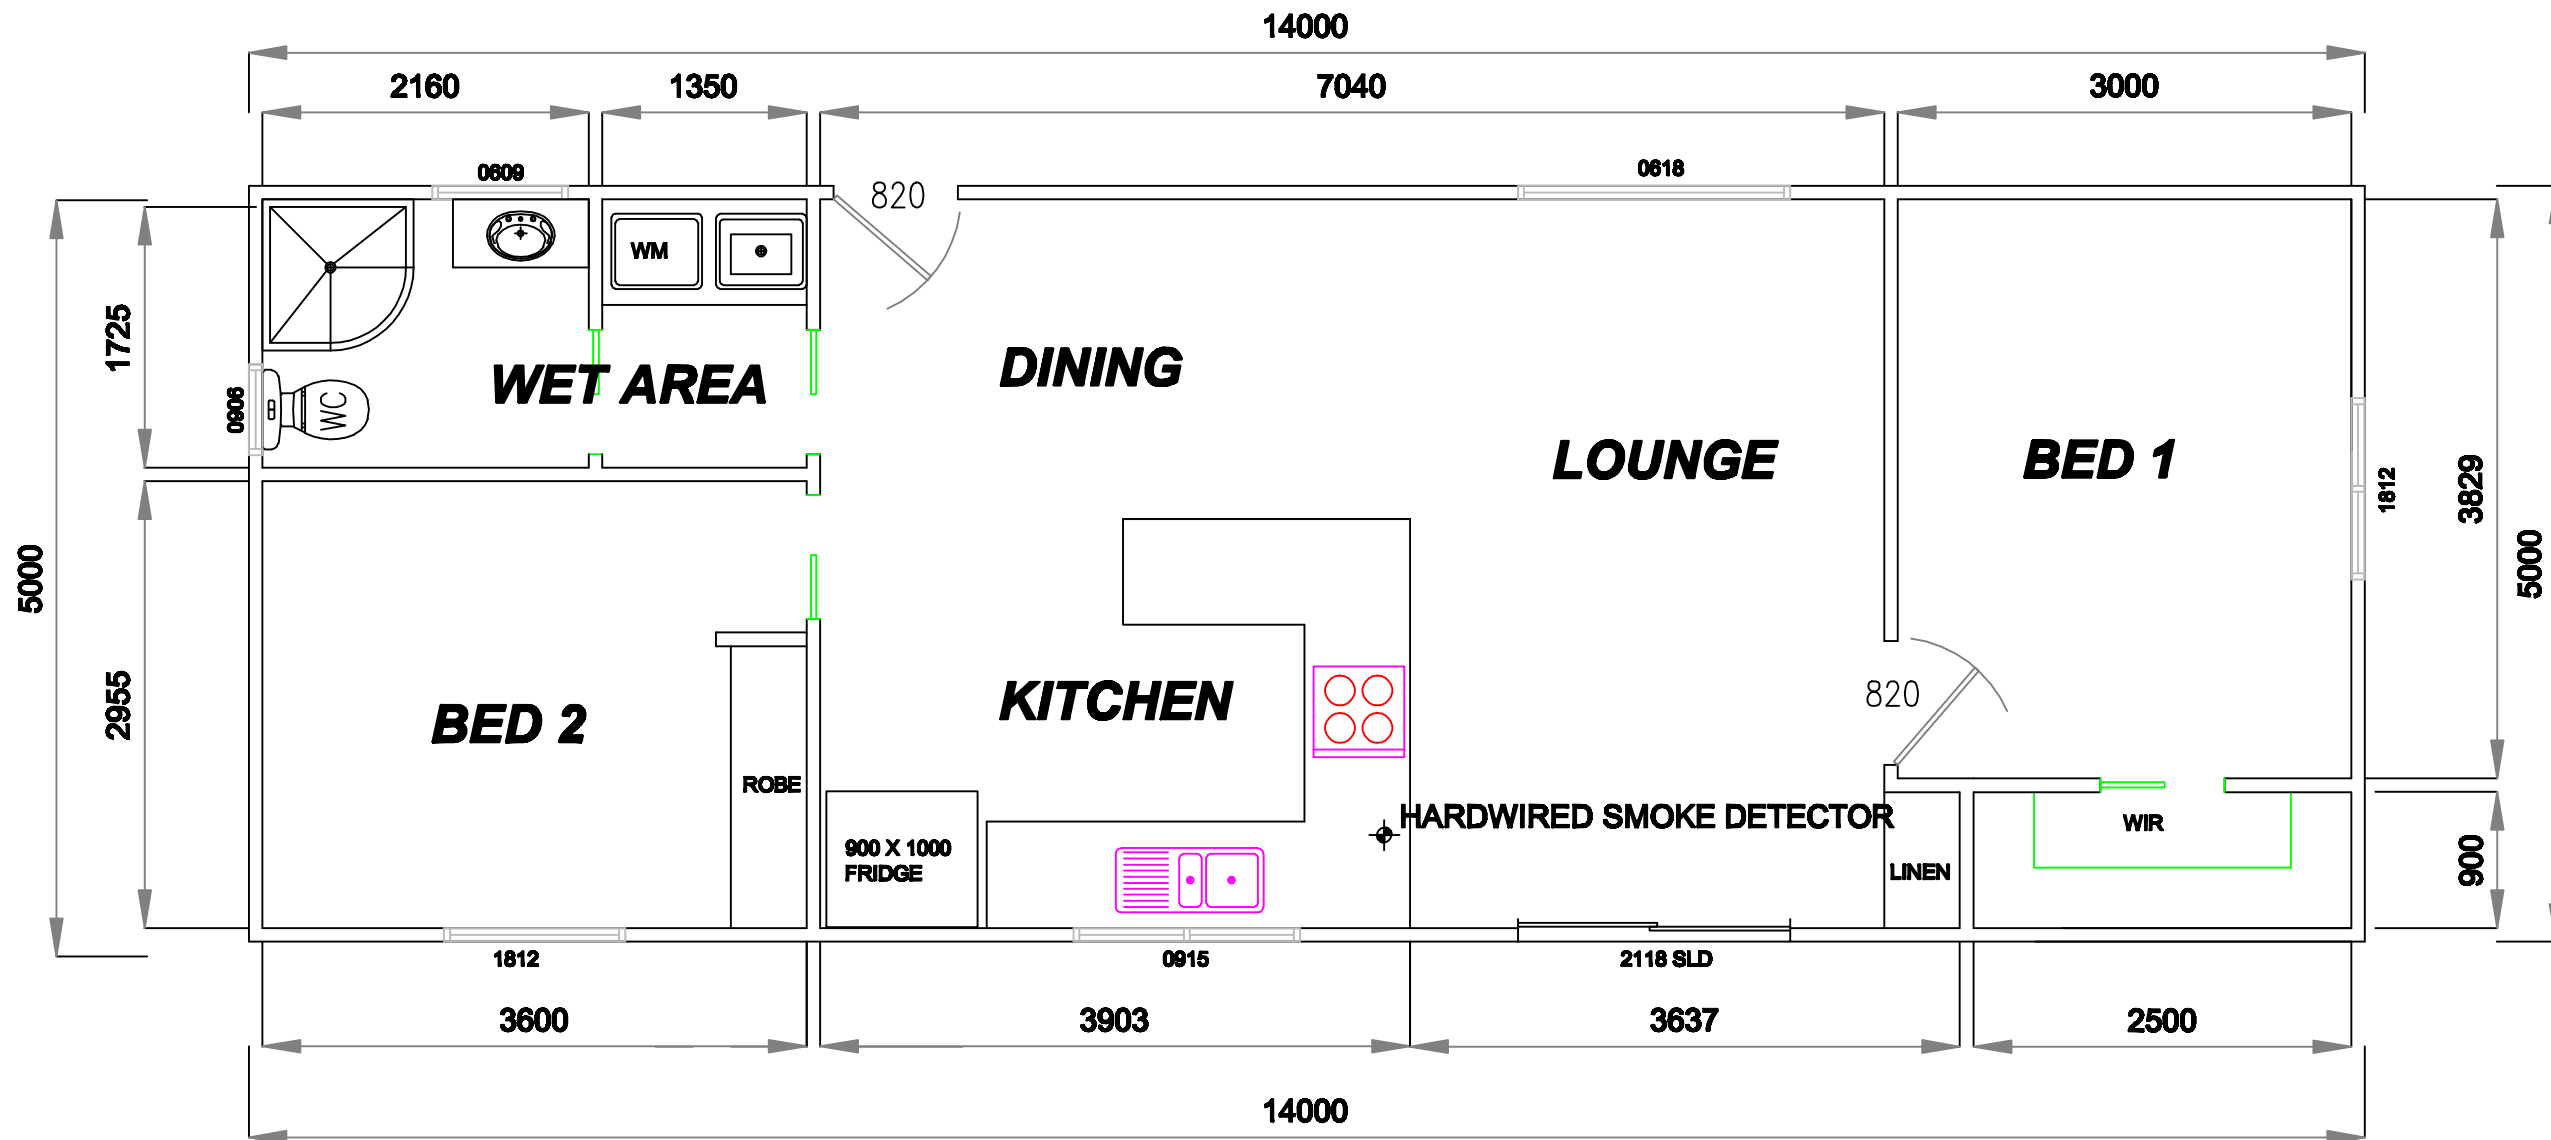 14000
2160
1350
7040
3000
0609
0618
820
WM
1725
WET AREA
DINING
WC
0906
LOUNGE
BED 1
1812
3829
5000
5000
2955
BED 2
KITCHEN
820
ROBE
HARDWIRED SMOKE DETECTOR
WIR
900 X 1000
FRIDGE
LINEN
900
1812
0915
2118 SLD
3600
3903
3637
2500
14000